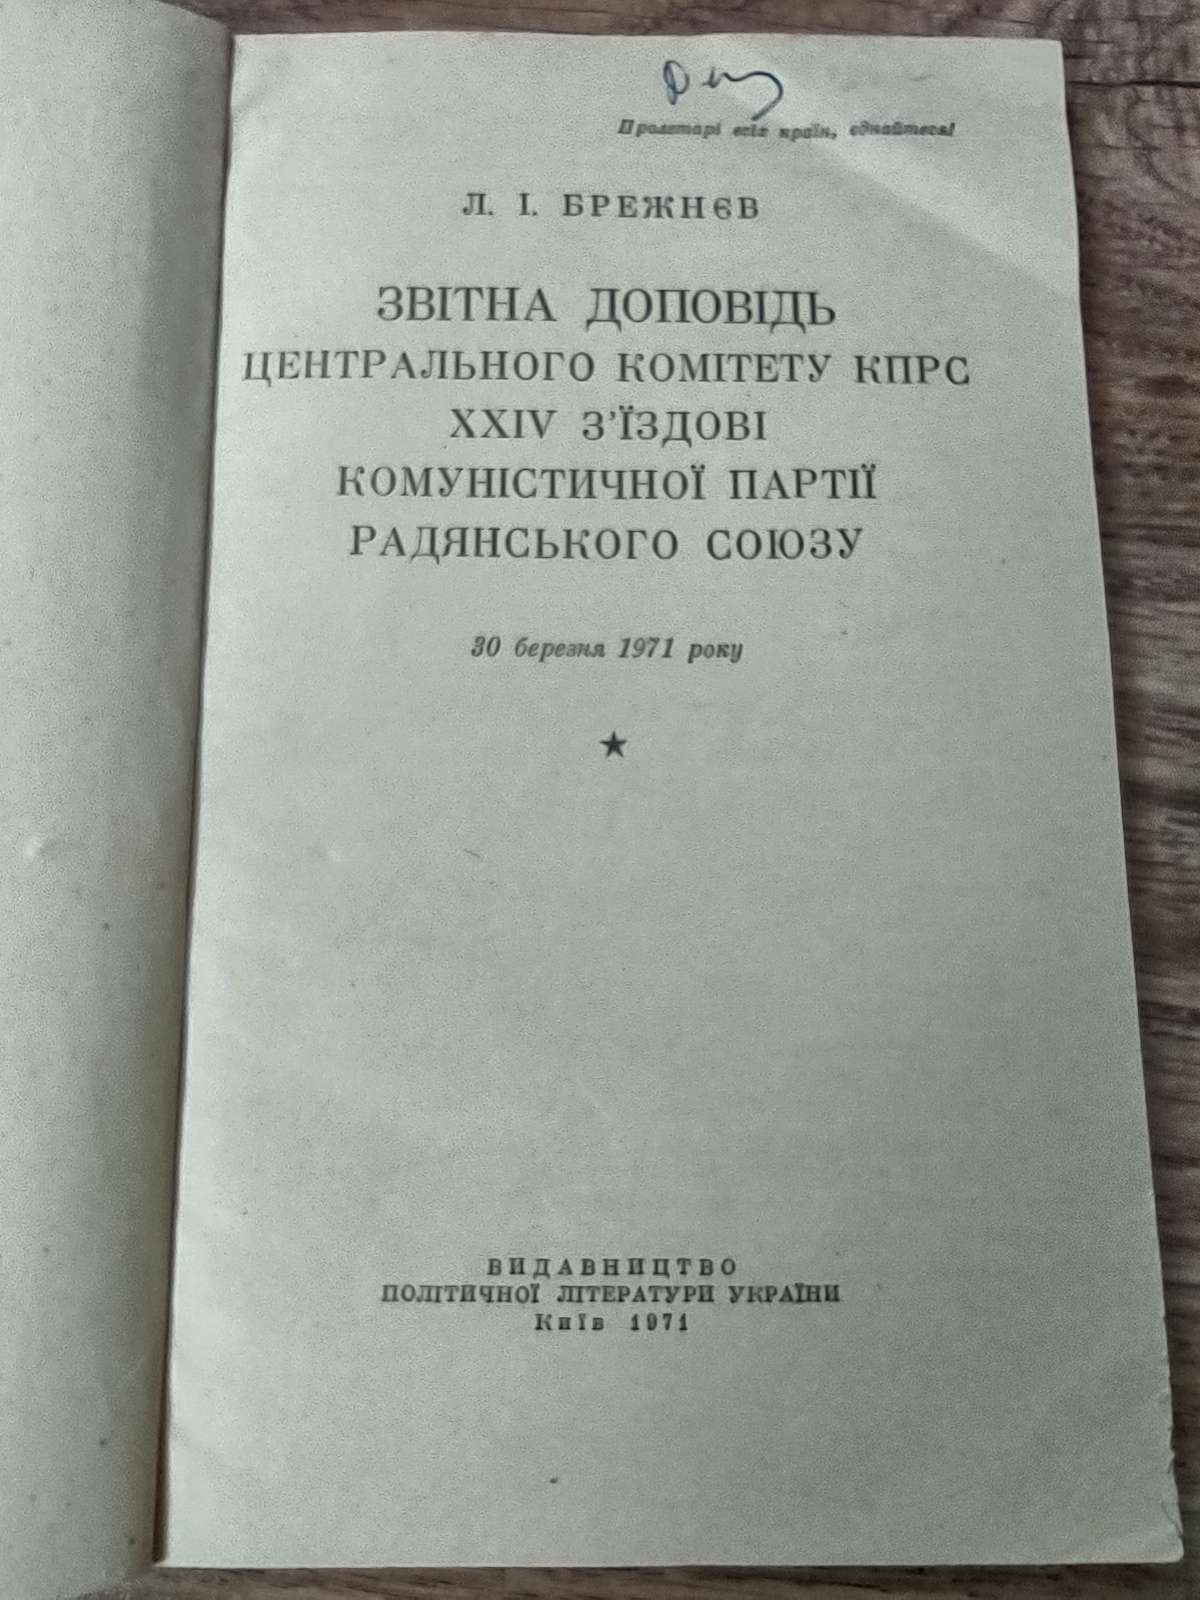 Пролетарі всіх країн, єднайтеся!
Л. І. БРЕЖНЄВ
ЗВІТНА ДОПОВІДЬ
ЦЕНТРАЛЬНОГО КОМІТЕТУ КПРС
XXIV З’ЇЗДОВІ
КОМУНІСТИЧНОЇ ПАРТІЇ
РАДЯНСЬКОГО СОЮЗУ
30 березня 1971 року
ВИДАВНИЦТВО
ПОЛІТИЧНОЇ ЛІТЕРАТУРИ УКРАЇНИ
Київ 1971